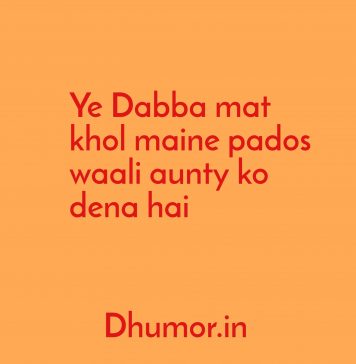 Ye Dabba mat
khol maine pados
waali aunty ko
dena hai
Dhumor.in